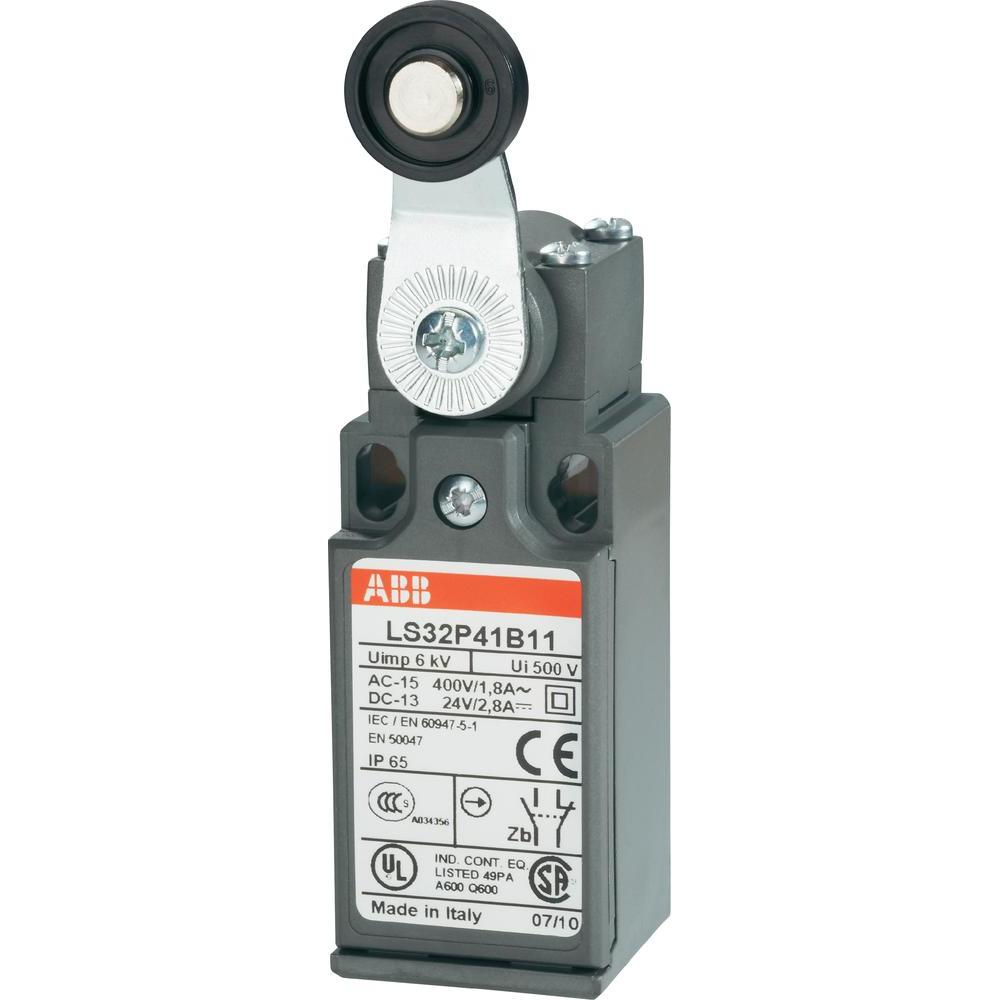 ABB
LS32P41B11
Uimp 6 kV Ui 500 V
AC-15 400V/1,8A~
DC-13 24V/2,8A⎓
IEC / EN 60947-5-1
EN 50047
IP 65
CE
CCC S
A034356
Zb
UL
IND. CONT. EQ.
LISTED 49PA
A600 Q600
SA
Made in Italy 07/10